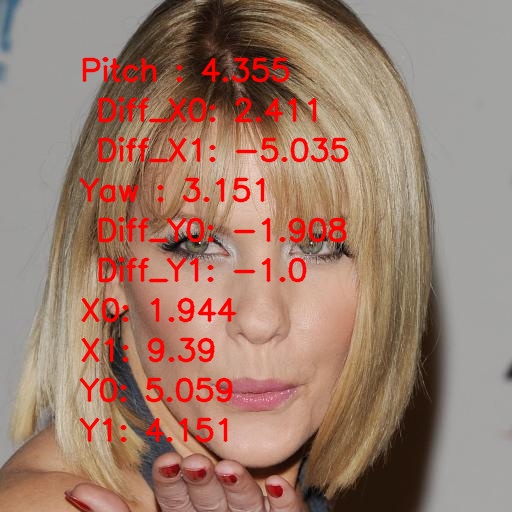 Pitch : 4.355
Diff_X0: 2.411
Diff_X1: -5.035
Yaw : 3.151
Diff_Y0: -1.908
Diff_Y1: -1.0
X0: 1.944
X1: 9.39
Y0: 5.059
Y1: 4.151